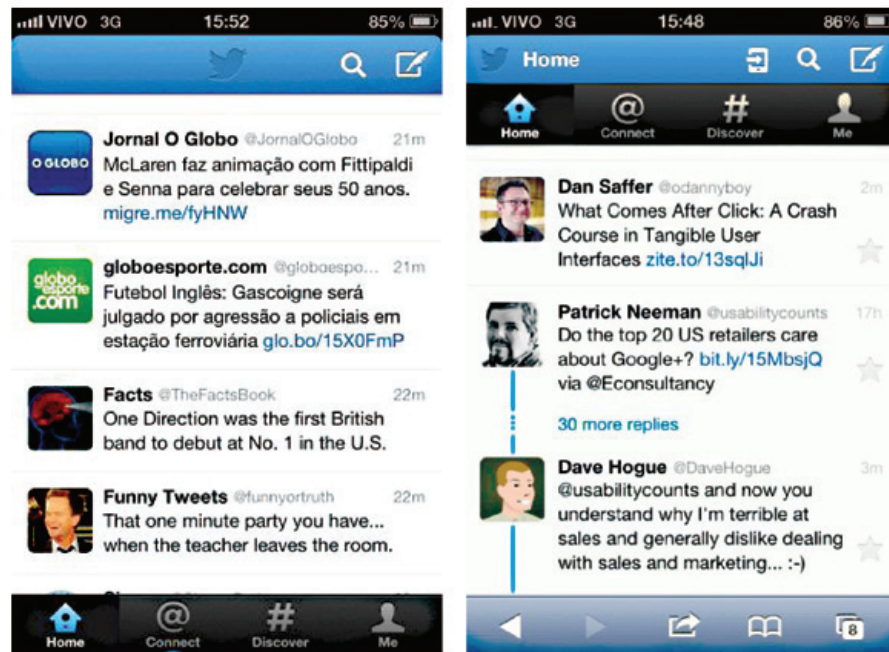 VIVO 3G 15:52 85%
Jornal O Globo @JornalOGlobo 21m
McLaren faz animação com Fittipaldi
e Senna para celebrar seus 50 anos.
migre.me/fyHNW
O GLOBO
globoesporte.com @globoespo... 21m
Futebol Inglês: Gascoigne será
julgado por agressão a policiais em
estação ferroviária glo.bo/15X0FmP
globo
esporte
.com
Facts @TheFactsBook 22m
One Direction was the first British
band to debut at No. 1 in the U.S.
Funny Tweets @funnyortruth 22m
That one minute party you have...
when the teacher leaves the room.
Home Connect Discover Me
VIVO 3G 15:48 86%
Home
Home Connect Discover Me
Dan Saffer @odannyboy 2m
What Comes After Click: A Crash
Course in Tangible User
Interfaces zite.to/13sqlJi
Patrick Neeman @usabilitycounts 17h
Do the top 20 US retailers care
about Google+? bit.ly/15MbsjQ
via @Econsultancy
30 more replies
Dave Hogue @DaveHogue 3m
@usabilitycounts and now you
understand why I'm terrible at
sales and generally dislike dealing
with sales and marketing... :-)
8